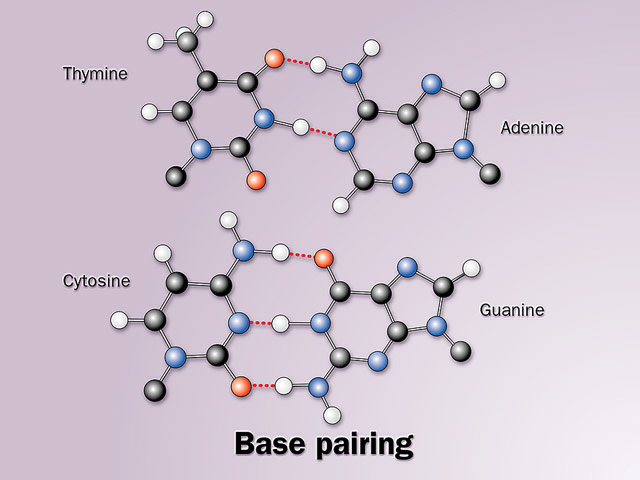 Thymine
Adenine
Cytosine
Guanine
Base pairing